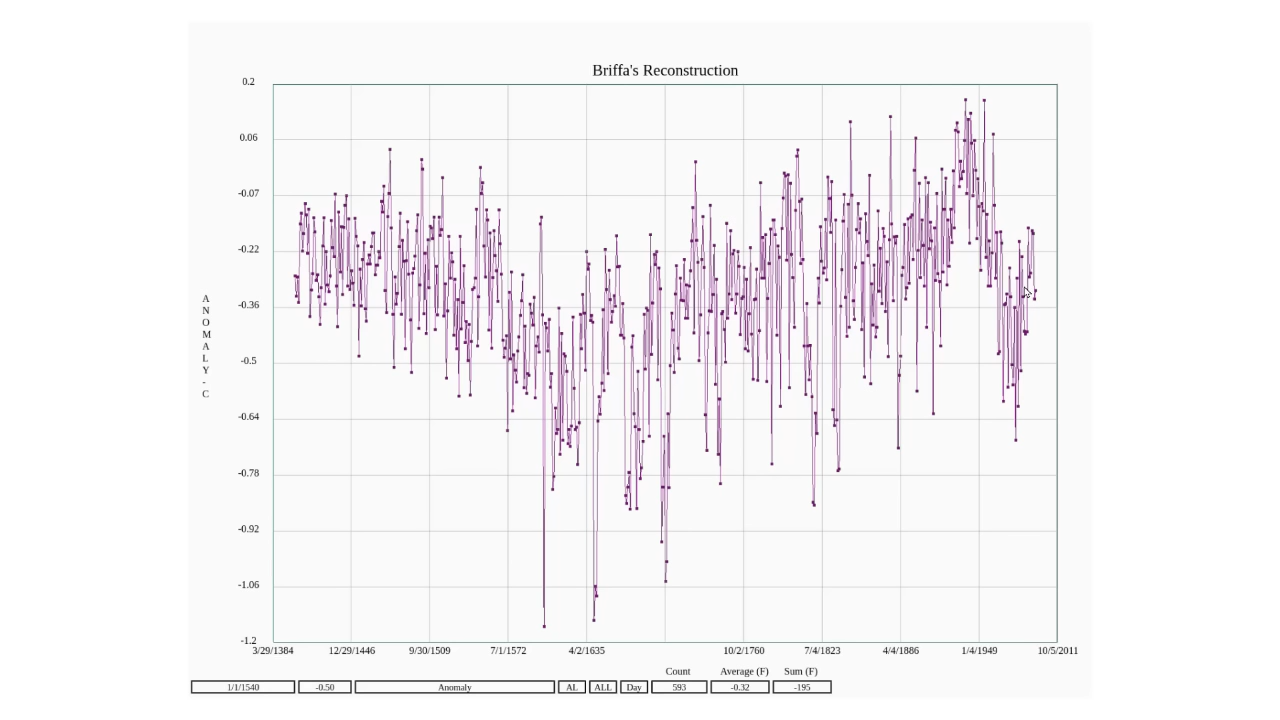 Briffa's Reconstruction
0.2
0.06
-0.07
-0.22
-0.36
-0.5
-0.64
-0.78
-0.92
-1.06
-1.2
ANOMALY-C
3/29/1384 12/29/1446 9/30/1509 7/1/1572 4/2/1635 10/2/1760 7/4/1823 4/4/1886 1/4/1949 10/5/2011
Count Average (F) Sum (F)
1/1/1540 -0.50 Anomaly AL ALL Day 593 -0.32 -195